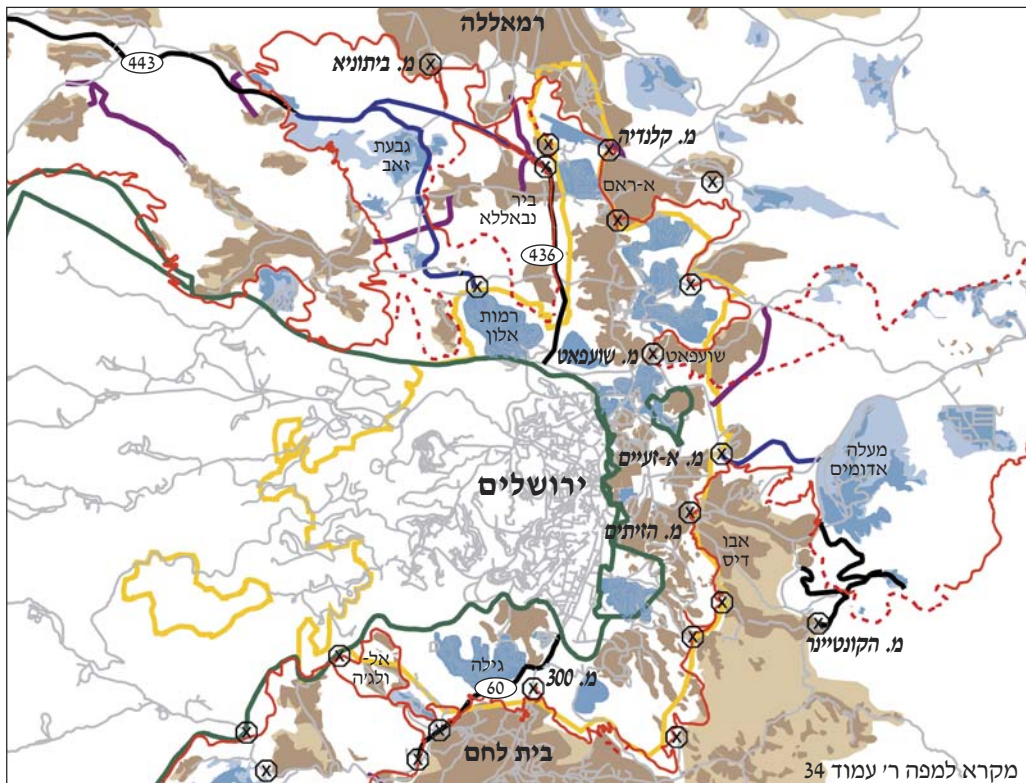 רמאללה
443
מ. ביתוניא
גבעת
זאב
מ. קלנדיה
א-ראם
ביר
נבאללא
436
רמות
אלון
מ. שועפאט
שועפאט
מעלה
אדומים
מ. א-זעיים
ירושלים
מ. הזיתים
אבו
דיס
מ. הקונטיינר
אל-
ולג'ה
גילה
60
מ. 300
בית לחם
מקרא למפה ר' עמוד 34